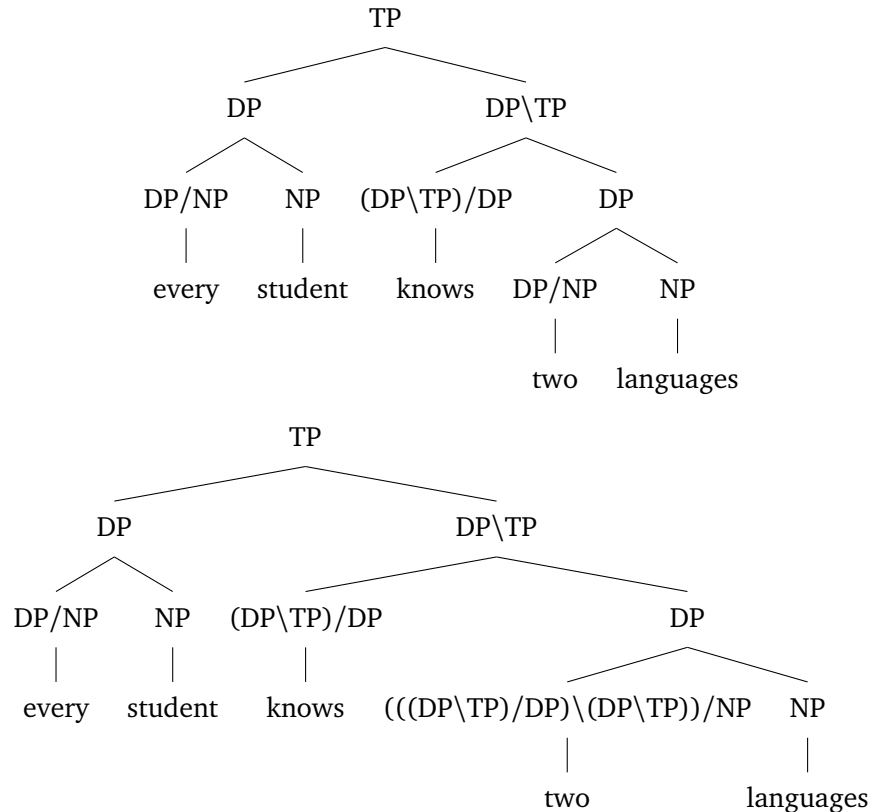 TP
DP DP\TP
DP/NP NP (DP\TP)/DP DP
every student knows DP/NP NP
two languages
TP
DP DP\TP
DP/NP NP (DP\TP)/DP DP
every student knows (((DP\TP)/DP)\(DP\TP))/NP NP
two languages